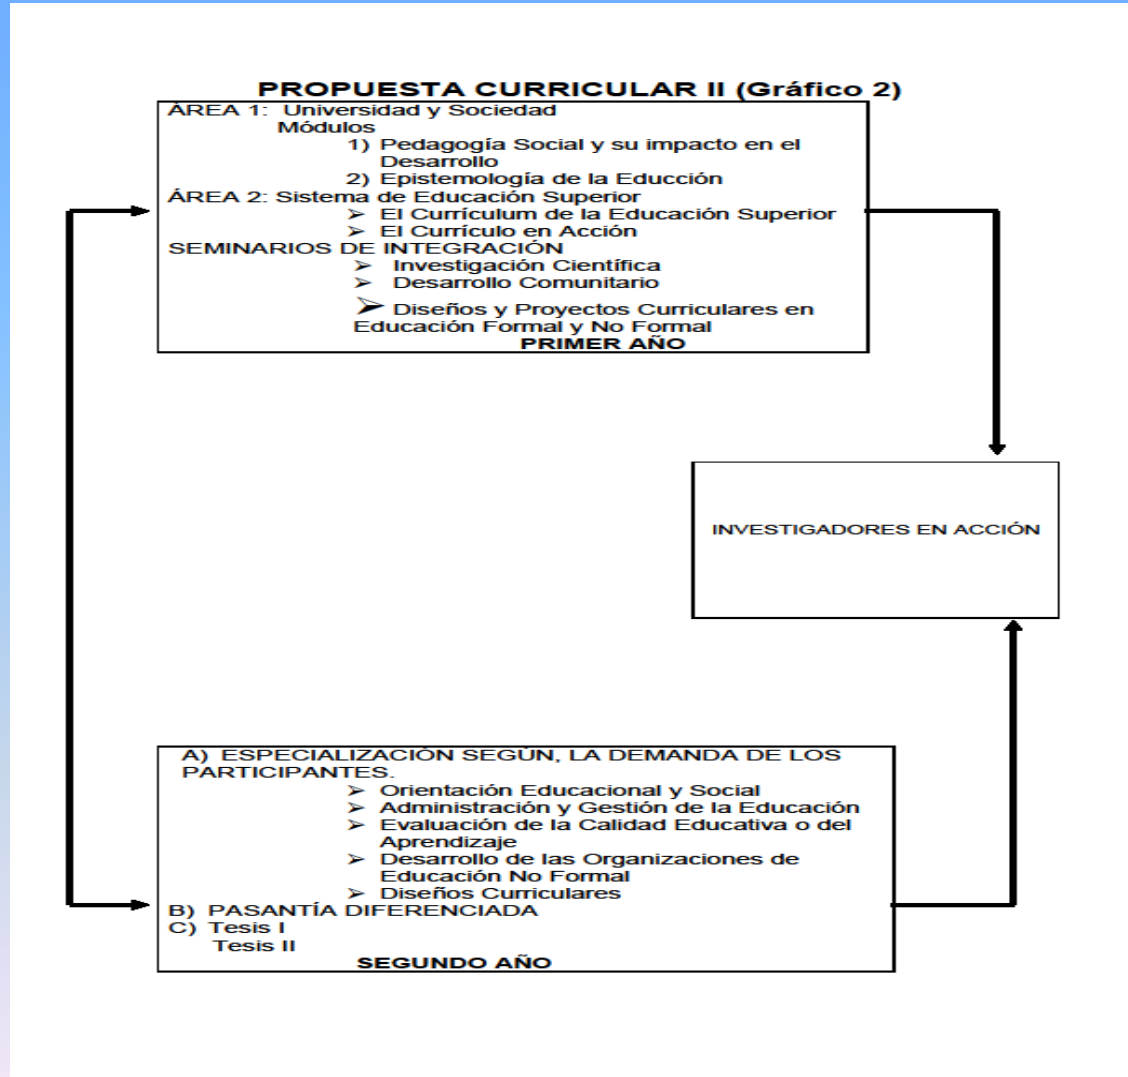 PROPUESTA CURRICULAR II (Gráfico 2)
ÁREA 1: Universidad y Sociedad
Módulos
1) Pedagogía Social y su impacto en el
Desarrollo
2) Epistemología de la Educción
ÁREA 2: Sistema de Educación Superior
➢ El Currículum de la Educación Superior
➢ El Currículo en Acción
SEMINARIOS DE INTEGRACIÓN
➢ Investigación Científica
➢ Desarrollo Comunitario
➢ Diseños y Proyectos Curriculares en
Educación Formal y No Formal
PRIMER AÑO
INVESTIGADORES EN ACCIÓN
A) ESPECIALIZACIÓN SEGÚN, LA DEMANDA DE LOS
PARTICIPANTES.
➢ Orientación Educacional y Social
➢ Administración y Gestión de la Educación
➢ Evaluación de la Calidad Educativa o del
Aprendizaje
➢ Desarrollo de las Organizaciones de
Educación No Formal
➢ Diseños Curriculares
B) PASANTÍA DIFERENCIADA
C) Tesis I
Tesis II
SEGUNDO AÑO